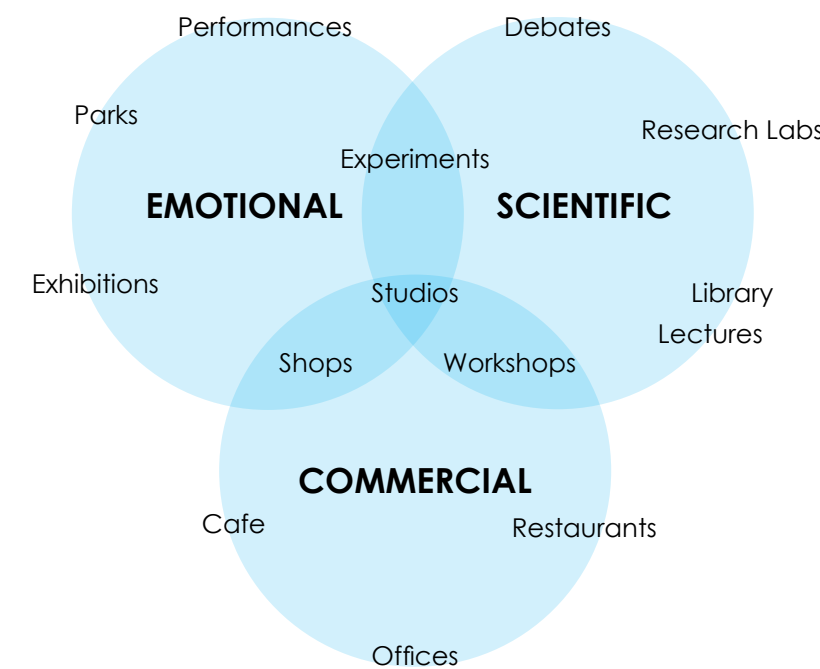 Performances
Debates
Parks
Research Labs
Experiments
EMOTIONAL
SCIENTIFIC
Exhibitions
Studios
Library
Lectures
Shops
Workshops
COMMERCIAL
Cafe
Restaurants
Offices